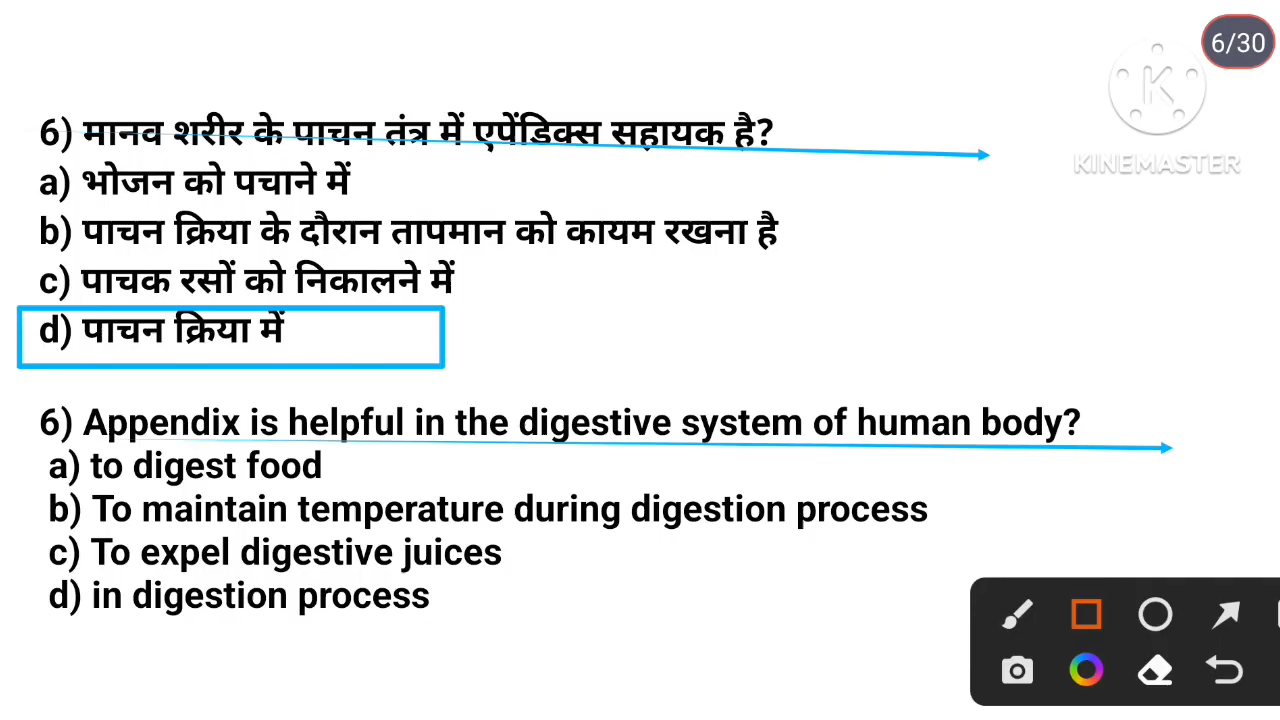 6/30
KINEMASTER
6) मानव शरीर के पाचन तंत्र में एपेंडिक्स सहायक है?
a) भोजन को पचाने में
b) पाचन क्रिया के दौरान तापमान को कायम रखना है
c) पाचक रसों को निकालने में
d) पाचन क्रिया में
6) Appendix is helpful in the digestive system of human body?
a) to digest food
b) To maintain temperature during digestion process
c) To expel digestive juices
d) in digestion process